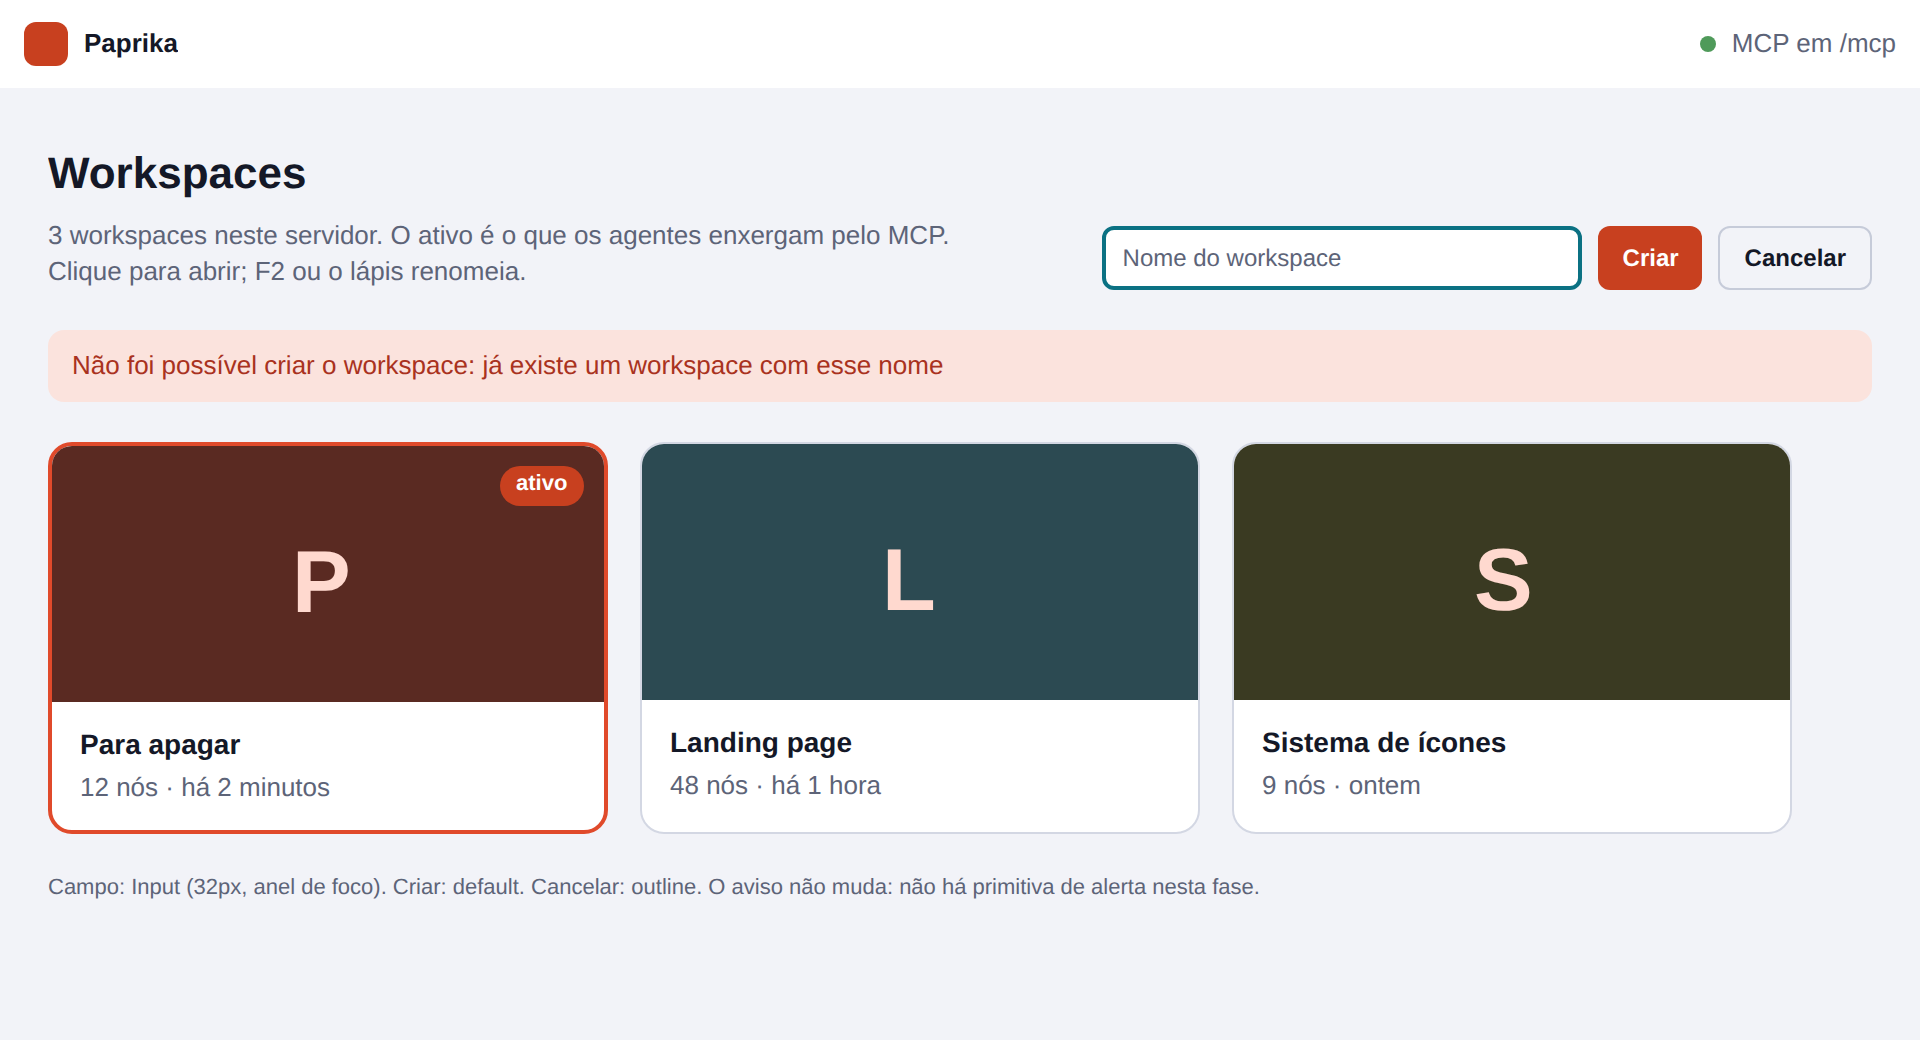 Paprika
MCP em /mcp
Workspaces
3 workspaces neste servidor. O ativo é o que os agentes enxergam pelo MCP.
Clique para abrir; F2 ou o lápis renomeia.
Nome do workspace
Criar
Cancelar
Não foi possível criar o workspace: já existe um workspace com esse nome
ativo
P
L
S
Para apagar
12 nós · há 2 minutos
Landing page
48 nós · há 1 hora
Sistema de ícones
9 nós · ontem
Campo: Input (32px, anel de foco). Criar: default. Cancelar: outline. O aviso não muda: não há primitiva de alerta nesta fase.